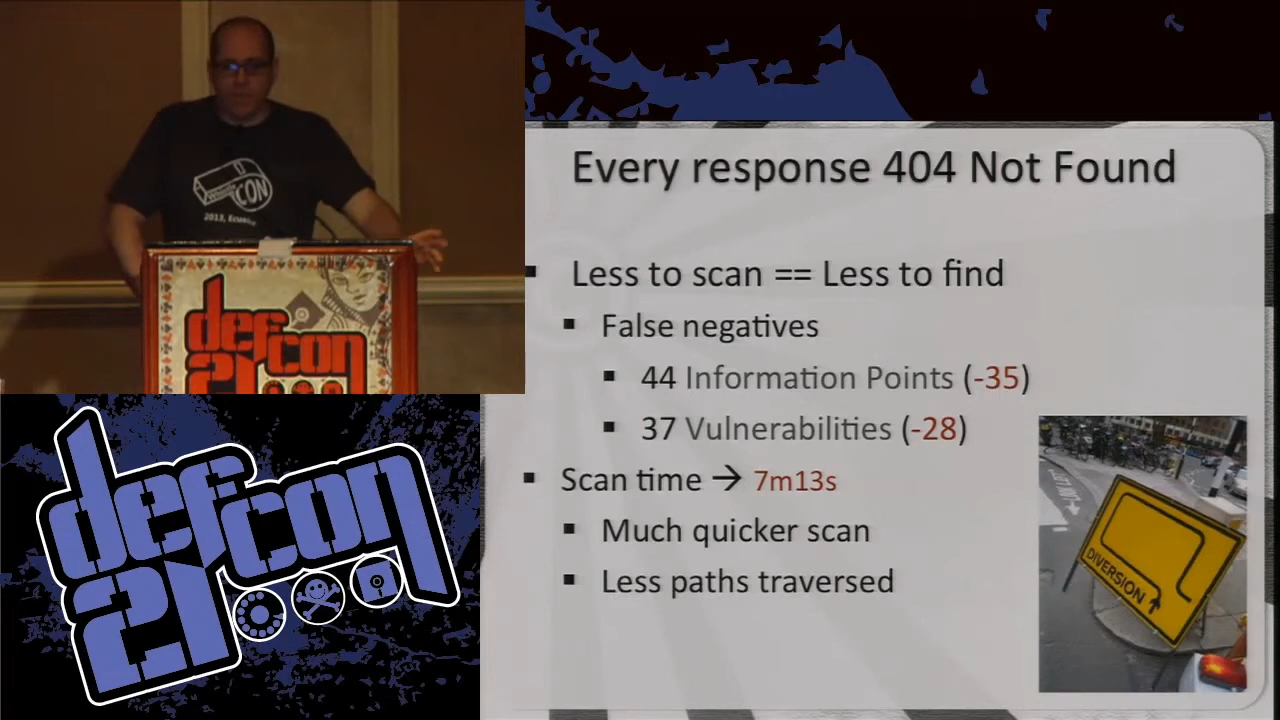 CON
2013, Ecuador
defcon
21
defcon
21
Every response 404 Not Found
▪ Less to scan == Less to find
▪ False negatives
▪ 44 Information Points (-35)
▪ 37 Vulnerabilities (-28)
▪ Scan time → 7m13s
▪ Much quicker scan
▪ Less paths traversed
DIVERSION